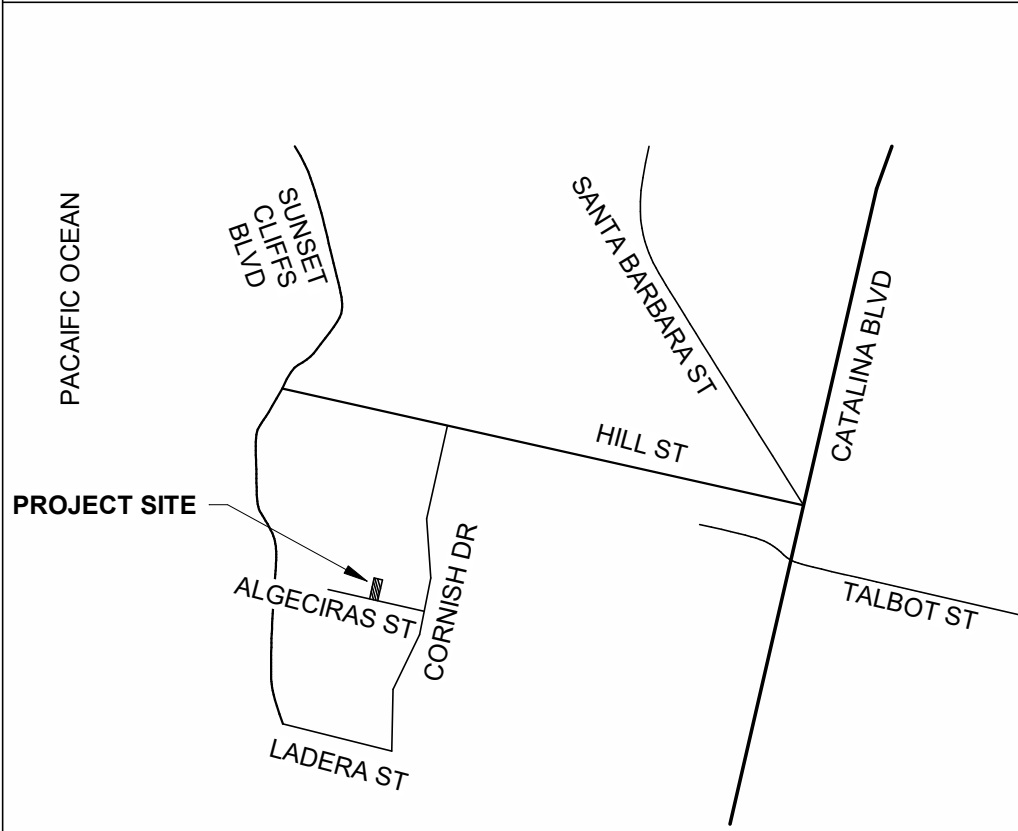 PACAIFIC OCEAN
SUNSET
CLIFFS
BLVD
SANTA BARBARA ST
CATALINA BLVD
HILL ST
PROJECT SITE
ALGECIRAS ST
CORNISH DR
TALBOT ST
LADERA ST